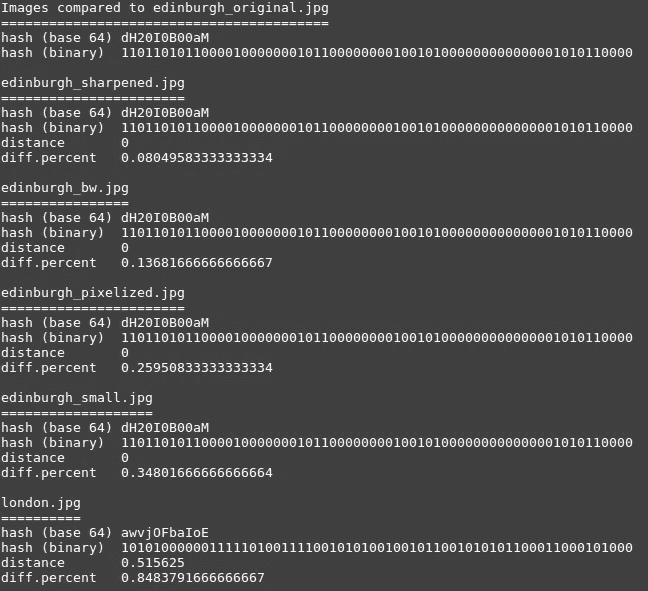 Images compared to edinburgh_original.jpg
=========================================
hash (base 64) dH20I0B00aM
hash (binary) 1101101011000010000000101100000000100101000000000000001010110000
edinburgh_sharpened.jpg
=======================
hash (base 64) dH20I0B00aM
hash (binary) 1101101011000010000000101100000000100101000000000000001010110000
distance 0
diff.percent 0.08049583333333334
edinburgh_bw.jpg
================
hash (base 64) dH20I0B00aM
hash (binary) 1101101011000010000000101100000000100101000000000000001010110000
distance 0
diff.percent 0.13681666666666667
edinburgh_pixelized.jpg
=======================
hash (base 64) dH20I0B00aM
hash (binary) 1101101011000010000000101100000000100101000000000000001010110000
distance 0
diff.percent 0.25950833333333334
edinburgh_small.jpg
===================
hash (base 64) dH20I0B00aM
hash (binary) 1101101011000010000000101100000000100101000000000000001010110000
distance 0
diff.percent 0.34801666666666664
london.jpg
==========
hash (base 64) awvjOFbaIoE
hash (binary) 1010100000011111010011110010101001001011001010101100011000101000
distance 0.515625
diff.percent 0.8483791666666667